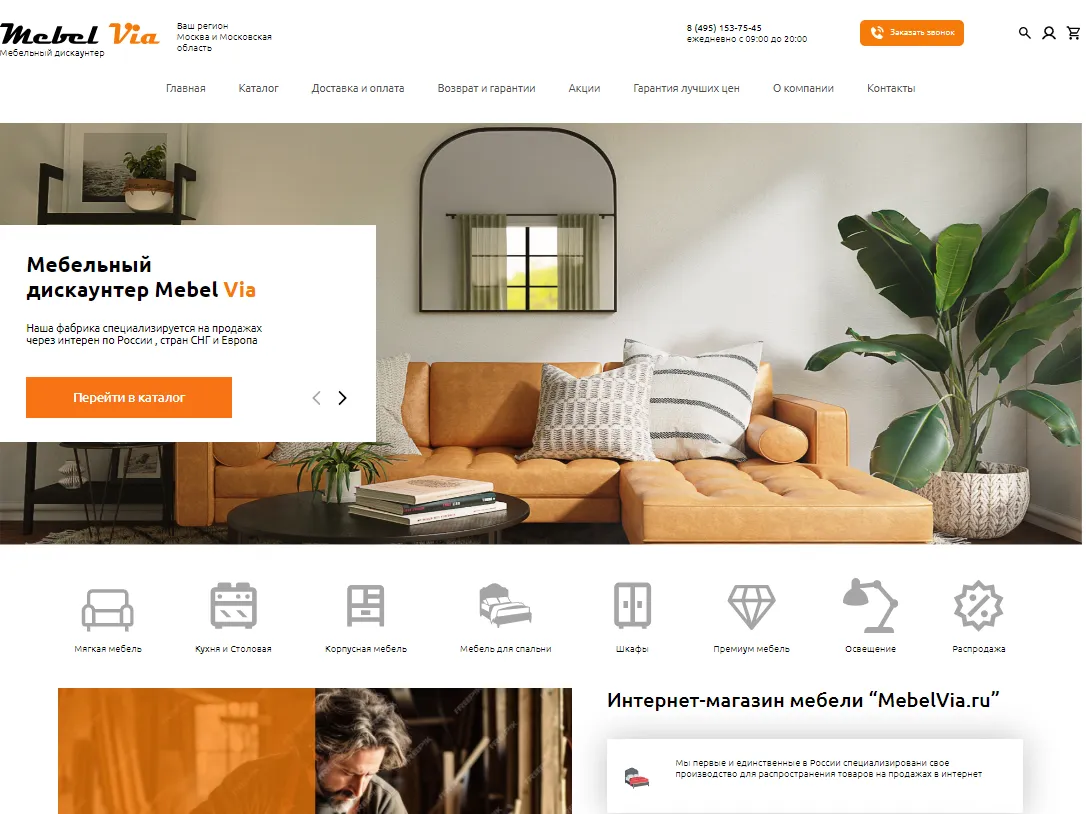 Mebel Via
Мебельный дискаунтер
Ваш регион
Москва и Московская
область
8 (495) 153-75-45
ежедневно с 09:00 до 20:00
Заказать звонок
Главная Каталог Доставка и оплата Возврат и гарантии Акции Гарантия лучших цен О компании Контакты
Мебельный
дискаунтер Mebel Via
Наша фабрика специализируется на продажах
через интерен по России , стран СНГ и Европа
Перейти в каталог
Мягкая мебель Кухня и Столовая Корпусная мебель Мебель для спальни Шкафы Премиум мебель Освещение Распродажа
Интернет-магазин мебели “MebelVia.ru”
Мы первые и единственные в России специализировани свое
производство для распространения товаров на продажах в интернет